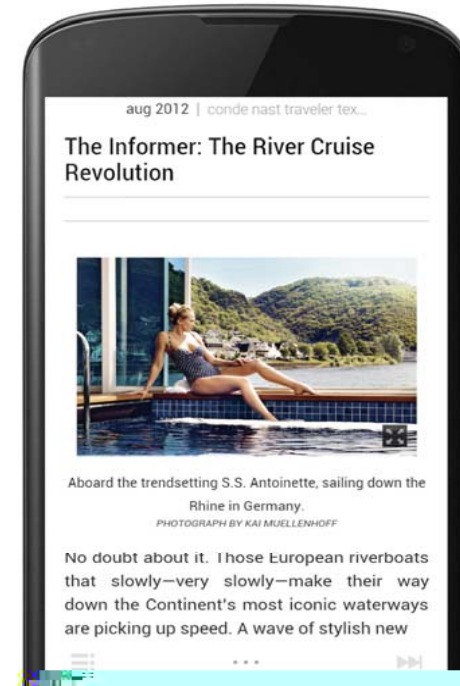 aug 2012 | conde nast traveler tex...
The Informer: The River Cruise
Revolution
Aboard the trendsetting S.S. Antoinette, sailing down the
Rhine in Germany.
PHOTOGRAPH BY KAI MUELLENHOFF
No doubt about it. Those European riverboats
that slowly—very slowly—make their way
down the Continent's most iconic waterways
are picking up speed. A wave of stylish new